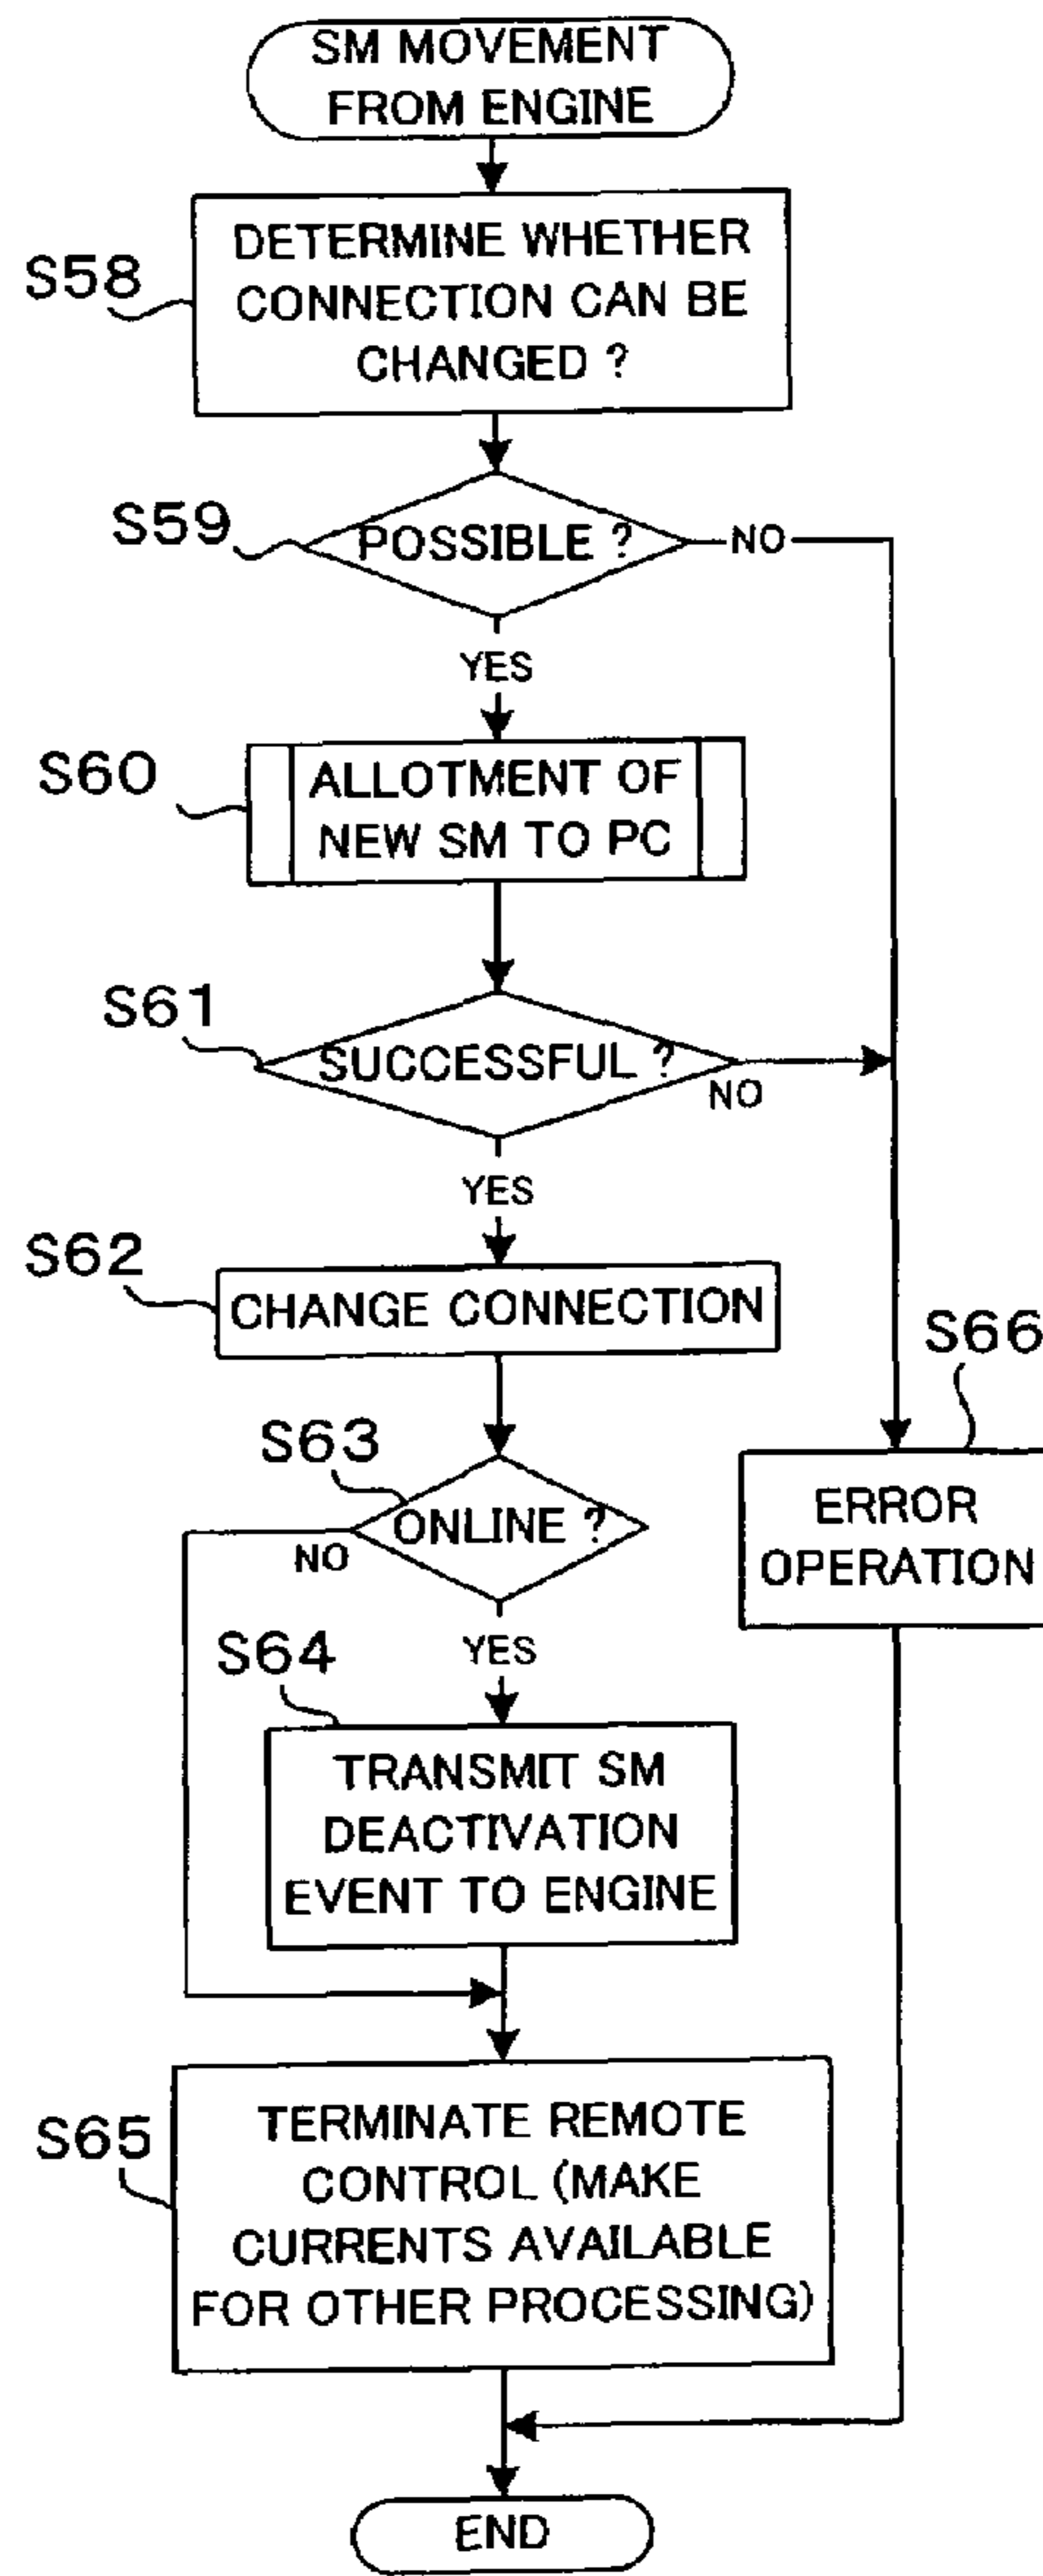 SM MOVEMENT
FROM ENGINE
S58
DETERMINE WHETHER
CONNECTION CAN BE
CHANGED ?
S59
POSSIBLE ?
NO
YES
S60
ALLOTMENT OF
NEW SM TO PC
S61
SUCCESSFUL ?
NO
YES
S62
CHANGE CONNECTION
S66
ERROR
OPERATION
S63
ONLINE ?
NO
YES
S64
TRANSMIT SM
DEACTIVATION
EVENT TO ENGINE
S65
TERMINATE REMOTE
CONTROL (MAKE
CURRENTS AVAILABLE
FOR OTHER PROCESSING)
END